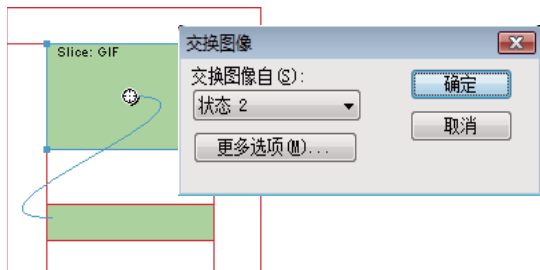 Slice: GIF
交换图像
交换图像自(S):
状态 2
确定
取消
更多选项(M)...